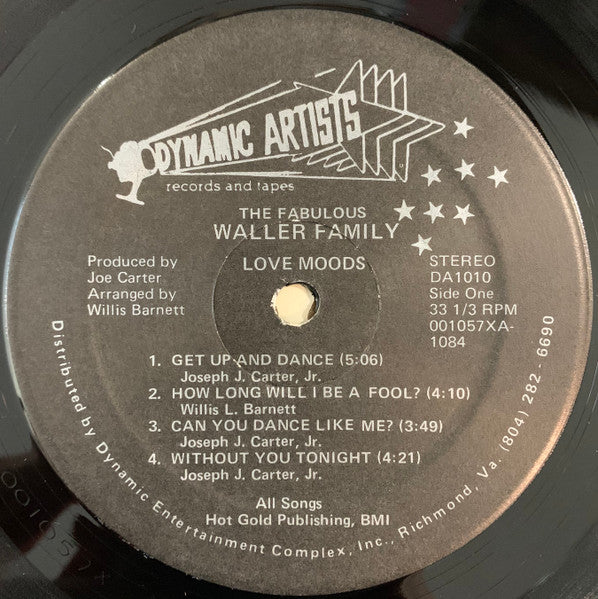 DYNAMIC ARTISTS
records and tapes
THE FABULOUS
WALLER FAMILY
LOVE MOODS
Produced by
Joe Carter
Arranged by
Willis Barnett
STEREO
DA1010
Side One
33 1/3 RPM
001057XA-
1084
1. GET UP AND DANCE (5:06)
Joseph J. Carter, Jr.
2. HOW LONG WILL I BE A FOOL? (4:10)
Willis L. Barnett
3. CAN YOU DANCE LIKE ME? (3:49)
Joseph J. Carter, Jr.
4. WITHOUT YOU TONIGHT (4:21)
Joseph J. Carter, Jr.
All Songs
Hot Gold Publishing, BMI
Distributed by Dynamic Entertainment Complex, Inc., Richmond, Va. (804) 282-6690
001057X